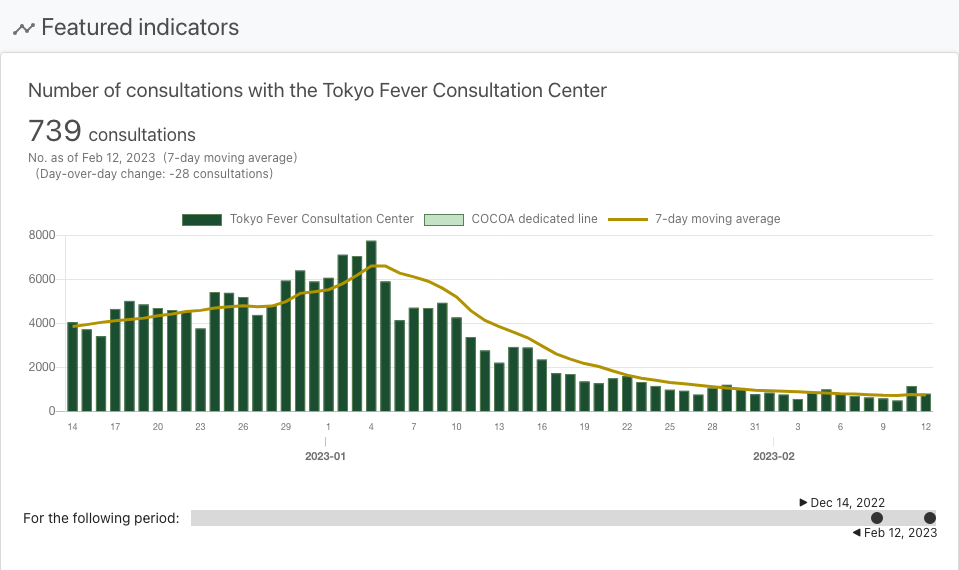 Featured indicators
Number of consultations with the Tokyo Fever Consultation Center
739 consultations
No. as of Feb 12, 2023 (7-day moving average)
(Day-over-day change: -28 consultations)
Tokyo Fever Consultation Center COCOA dedicated line 7-day moving average
8000
6000
4000
2000
0
14 17 20 23 26 29 1 4 7 10 13 16 19 22 25 28 31 3 6 9 12
2023-01 2023-02
Dec 14, 2022
For the following period:
Feb 12, 2023